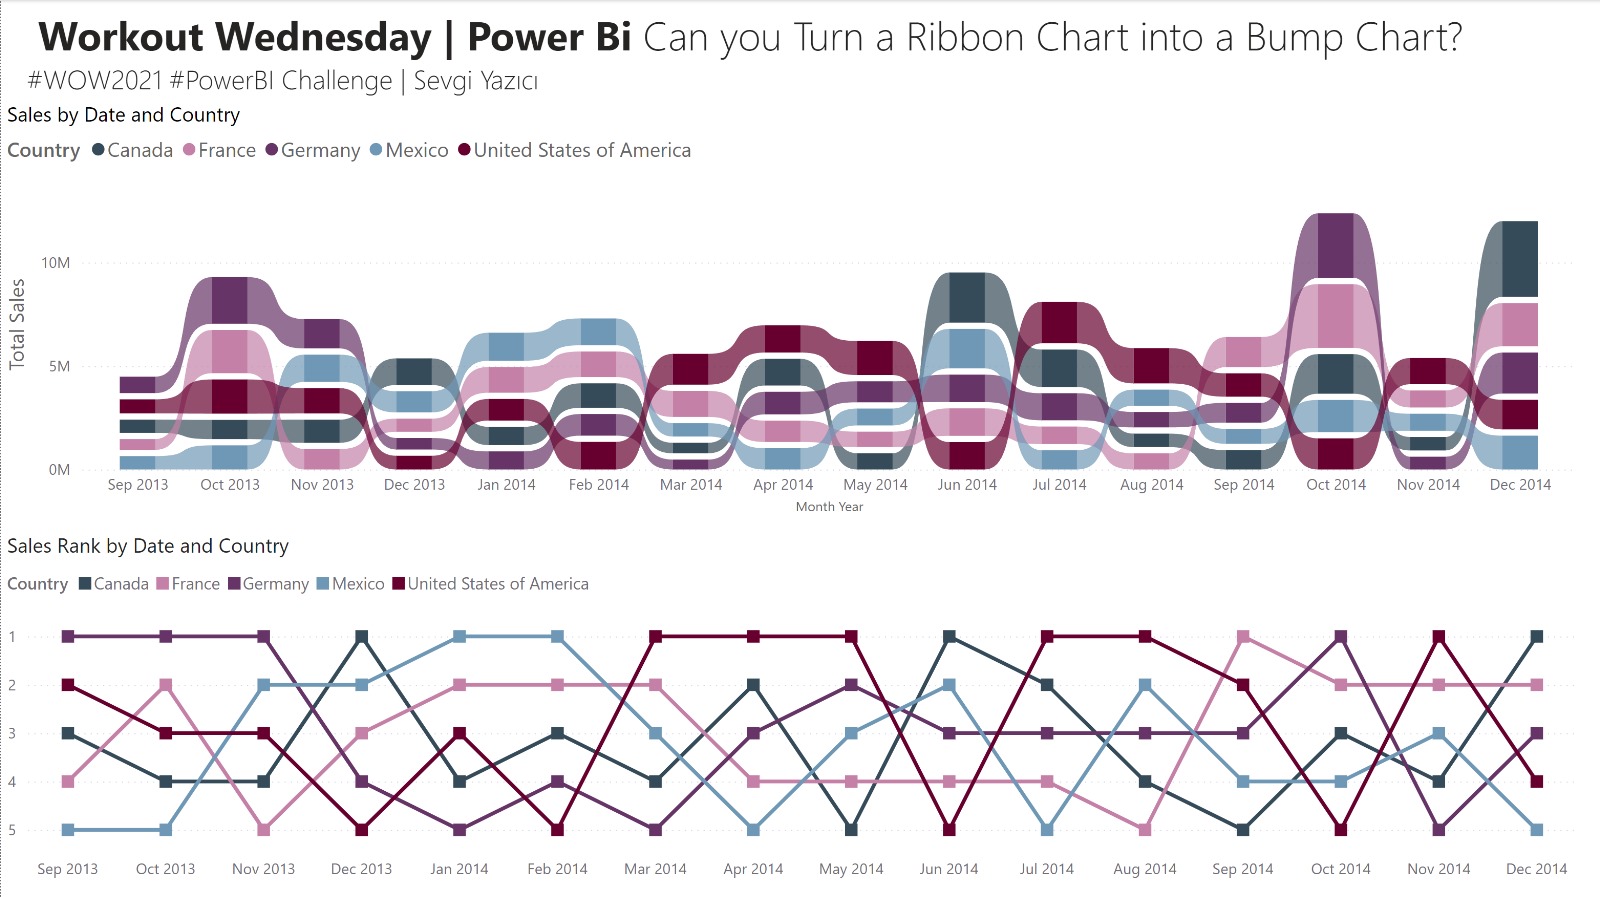 Workout Wednesday | Power Bi Can you Turn a Ribbon Chart into a Bump Chart?
#WOW2021 #PowerBI Challenge | Sevgi Yazıcı
Sales by Date and Country
Country Canada France Germany Mexico United States of America
Total Sales
10M
5M
0M
Sep 2013 Oct 2013 Nov 2013 Dec 2013 Jan 2014 Feb 2014 Mar 2014 Apr 2014 May 2014 Jun 2014 Jul 2014 Aug 2014 Sep 2014 Oct 2014 Nov 2014 Dec 2014
Month Year
Sales Rank by Date and Country
Country Canada France Germany Mexico United States of America
1
2
3
4
5
Sep 2013 Oct 2013 Nov 2013 Dec 2013 Jan 2014 Feb 2014 Mar 2014 Apr 2014 May 2014 Jun 2014 Jul 2014 Aug 2014 Sep 2014 Oct 2014 Nov 2014 Dec 2014